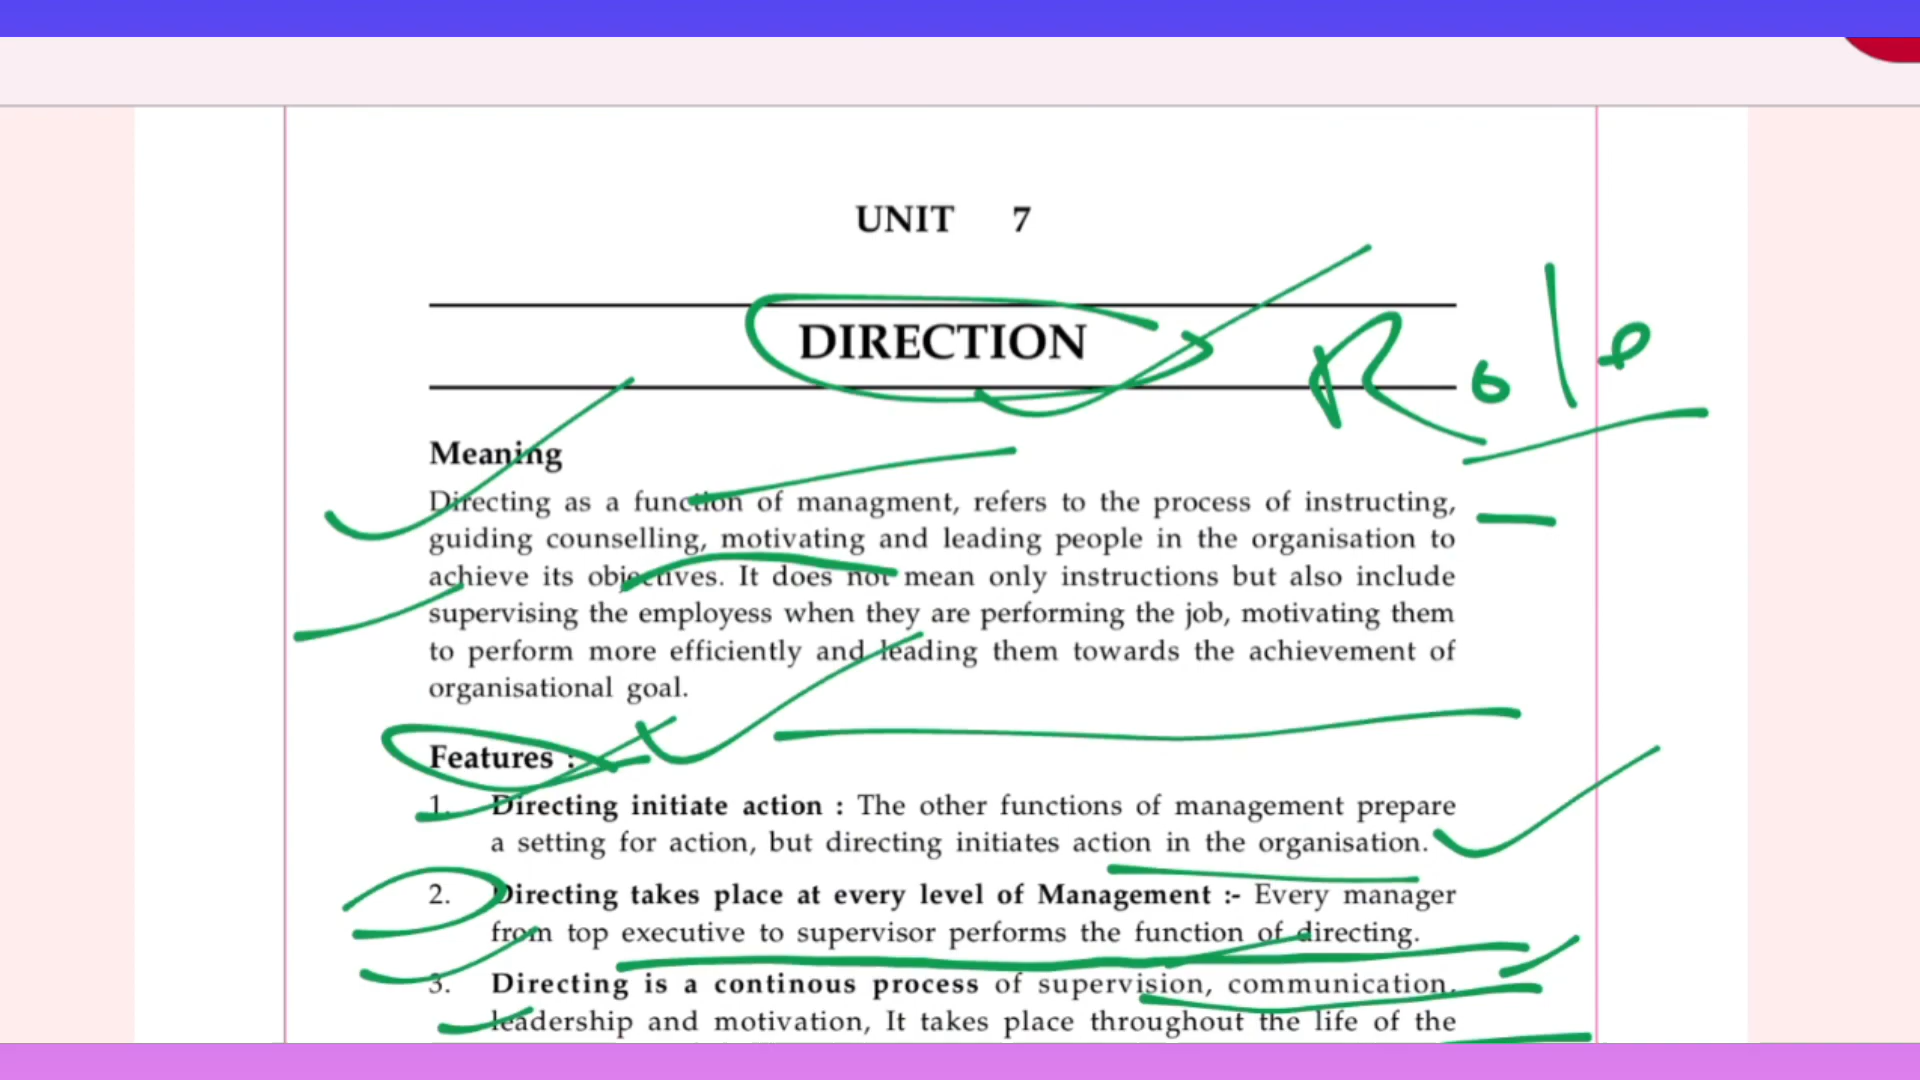 UNIT 7
DIRECTION
Role
Meaning
Directing as a function of managment, refers to the process of instructing,
guiding counselling, motivating and leading people in the organisation to
achieve its objectives. It does not mean only instructions but also include
supervising the employess when they are performing the job, motivating them
to perform more efficiently and leading them towards the achievement of
organisational goal.
Features :
1. Directing initiate action : The other functions of management prepare
a setting for action, but directing initiates action in the organisation.
2. Directing takes place at every level of Management :- Every manager
from top executive to supervisor performs the function of directing.
3. Directing is a continous process of supervision, communication,
leadership and motivation, It takes place throughout the life of the